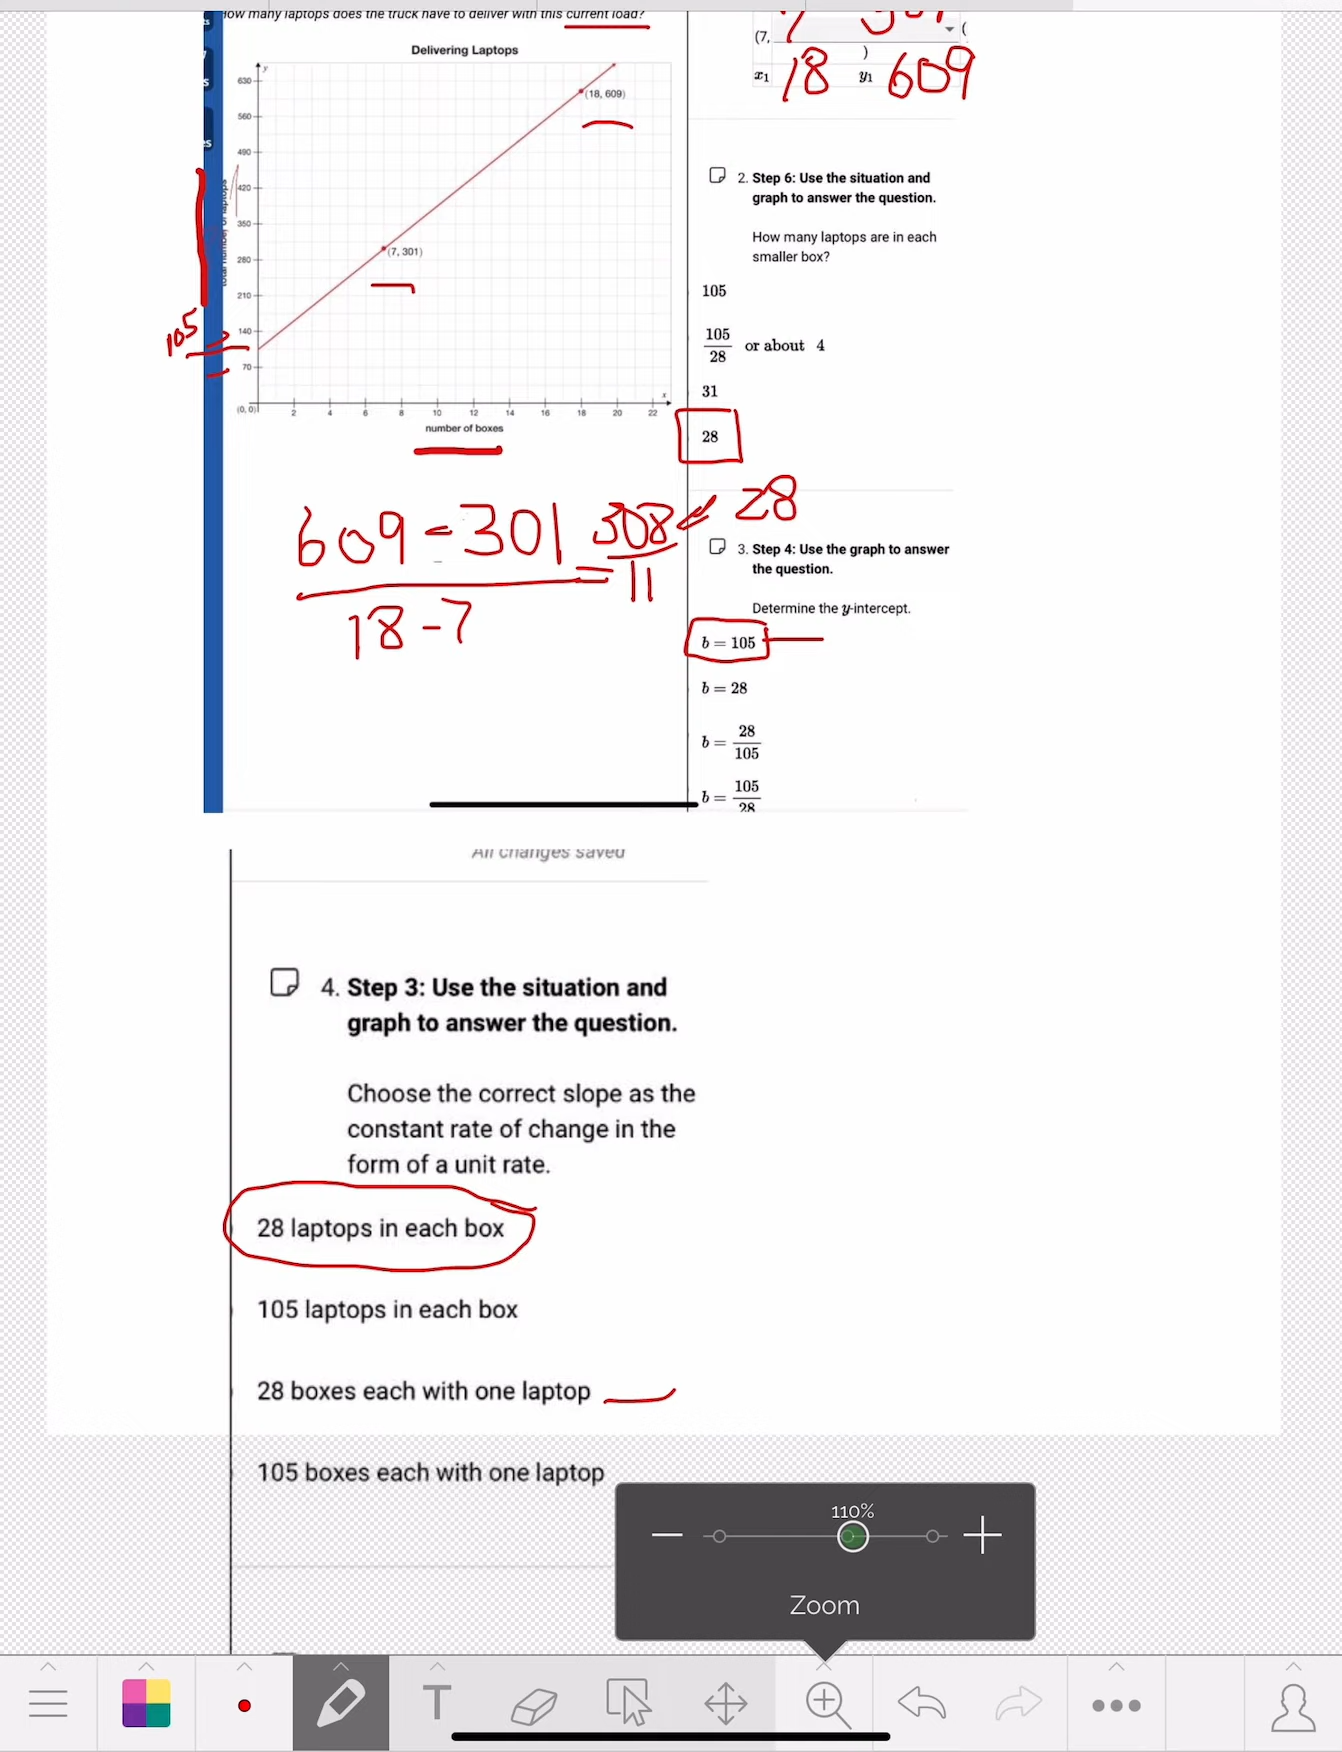 How many laptops does the truck have to deliver with this current load?
Delivering Laptops
y
630
560
490
420
350
280
210
140
70
(0, 0)
2 4 6 8 10 12 14 16 18 20 22
x
number of boxes
(18, 609)
(7, 301)
105
609 - 301 = 308 28
18 - 7 11
(7, (
)
x₁ 18 y₁ 609
2. Step 6: Use the situation and
graph to answer the question.
How many laptops are in each
smaller box?
105
105/28 or about 4
31
28
3. Step 4: Use the graph to answer
the question.
Determine the y-intercept.
b = 105
b = 28
b = 28/105
b = 105/28
All changes saved
4. Step 3: Use the situation and
graph to answer the question.
Choose the correct slope as the
constant rate of change in the
form of a unit rate.
28 laptops in each box
105 laptops in each box
28 boxes each with one laptop
105 boxes each with one laptop
110%
Zoom
T